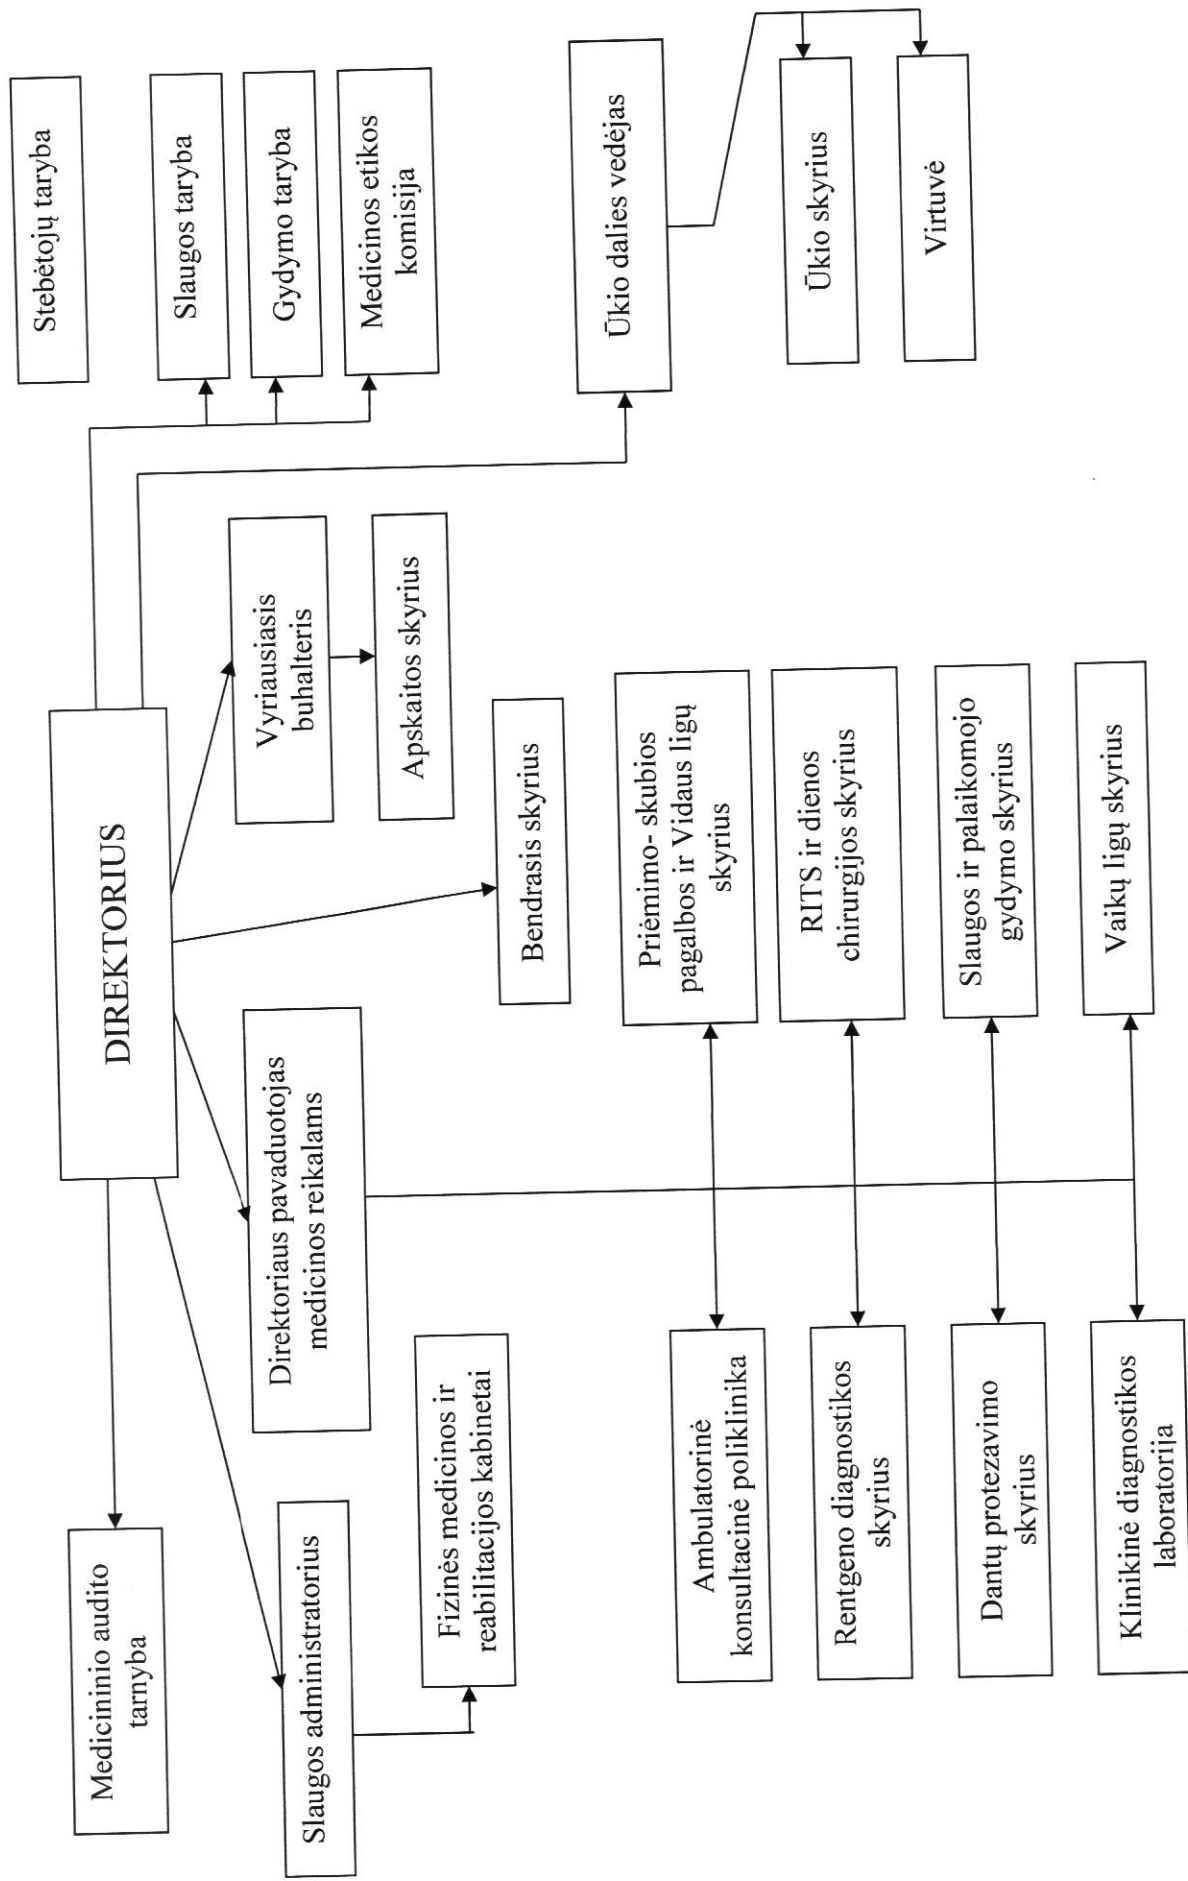 Stebėtojų taryba
DIREKTORIUS
Medicininio audito
tarnyba
Slaugos taryba
Gydymo taryba
Medicinos etikos
komisija
Slaugos administratorius
Direktoriaus pavaduotojas
medicinos reikalams
Vyriausiasis
buhalteris
Apskaitos skyrius
Fizinės medicinos ir
reabilitacijos kabinetai
Bendrasis skyrius
Ūkio dalies vedėjas
Ūkio skyrius
Virtuvė
Ambulatorinė
konsultacinė poliklinika
Priėmimo- skubios
pagalbos ir Vidaus ligų
skyrius
Rentgeno diagnostikos
skyrius
RITS ir dienos
chirurgijos skyrius
Dantų protezavimo
skyrius
Slaugos ir palaikomojo
gydymo skyrius
Klinikinė diagnostikos
laboratorija
Vaikų ligų skyrius